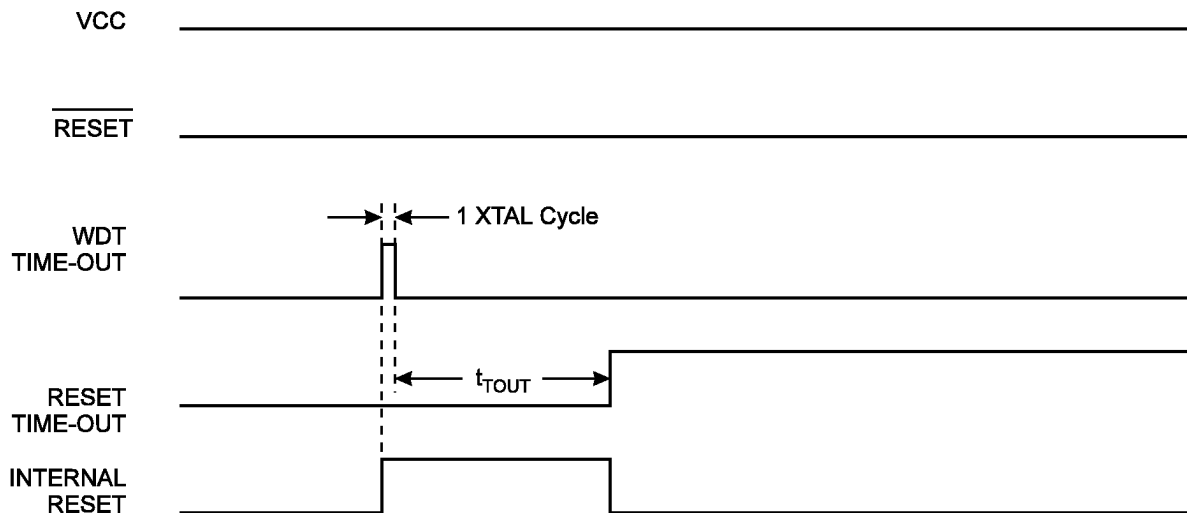 VCC
RESET
1 XTAL Cycle
WDT
TIME-OUT
tTOUT
RESET
TIME-OUT
INTERNAL
RESET